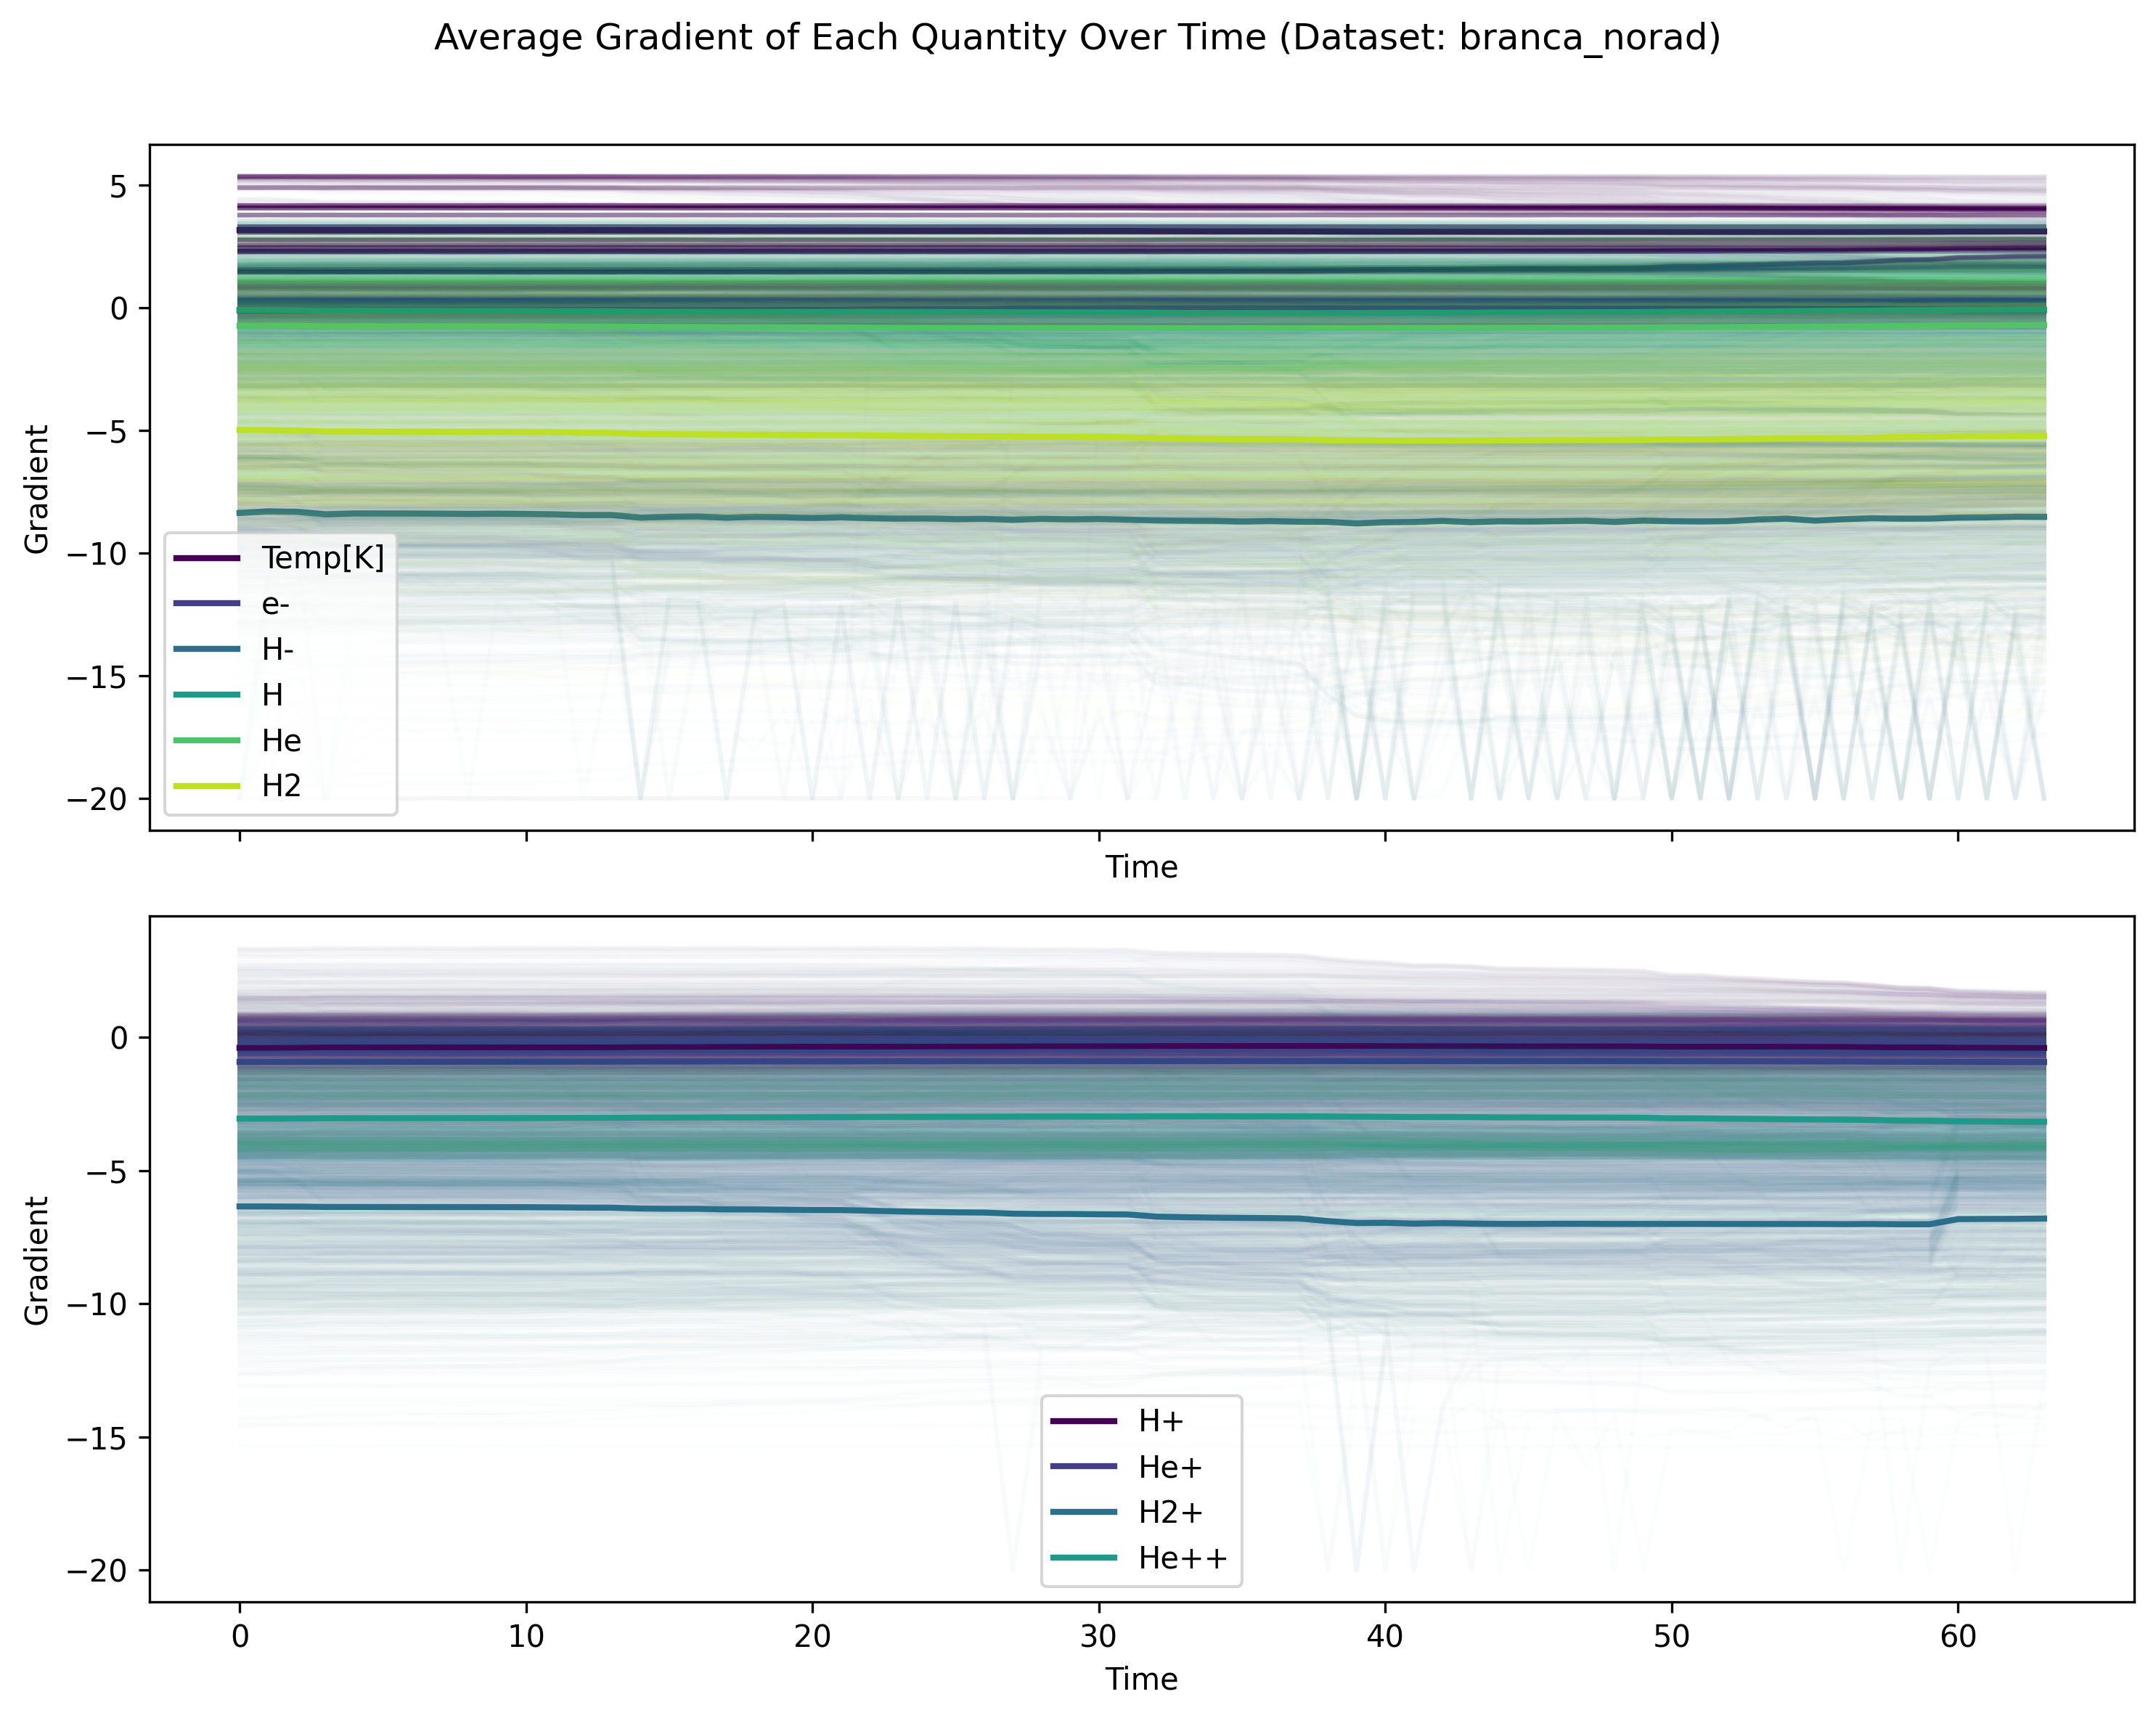 Average Gradient of Each Quantity Over Time (Dataset: branca_norad)
5
0
−5
−10
−15
−20
Gradient
Temp[K]
e-
H-
H
He
H2
Time
0
−5
−10
−15
−20
Gradient
H+
He+
H2+
He++
0 10 20 30 40 50 60
Time